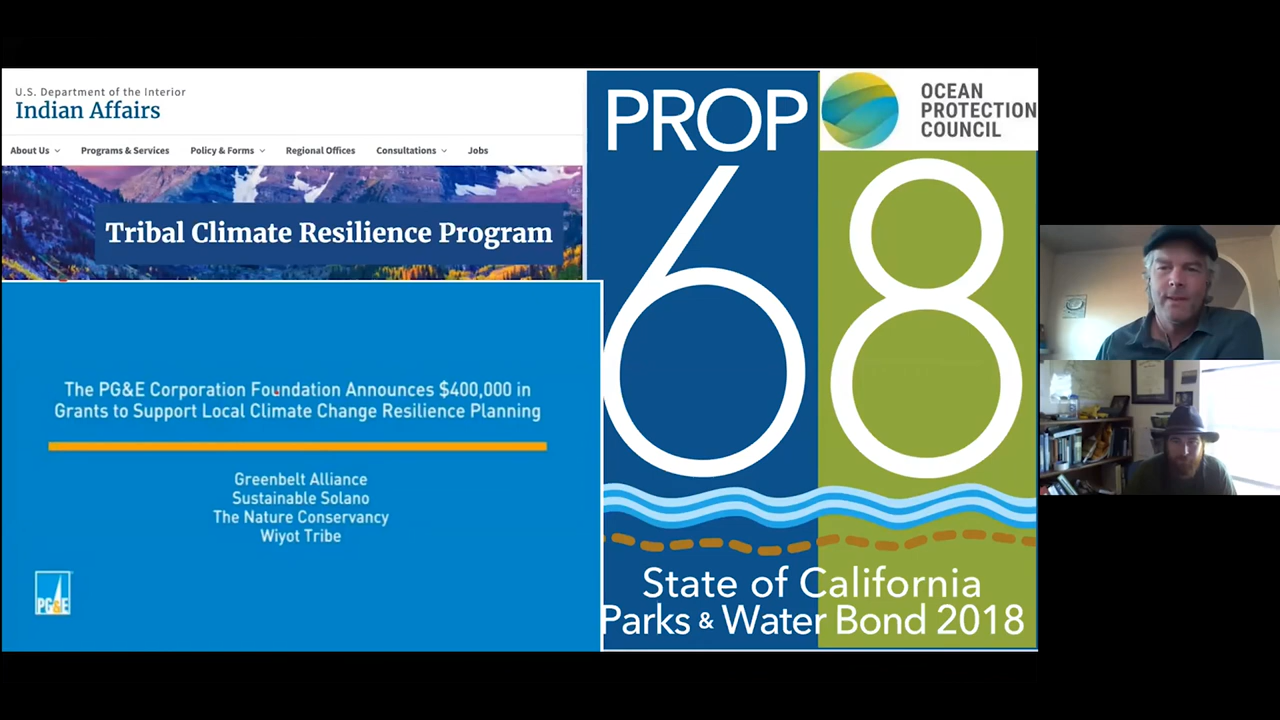 U.S. Department of the Interior
Indian Affairs
About Us Programs & Services Policy & Forms Regional Offices Consultations Jobs
Tribal Climate Resilience Program
The PG&E Corporation Foundation Announces $400,000 in
Grants to Support Local Climate Change Resilience Planning
Greenbelt Alliance
Sustainable Solano
The Nature Conservancy
Wiyot Tribe
PG&E
PROP
68
OCEAN
PROTECTION
COUNCIL
State of California
Parks & Water Bond 2018